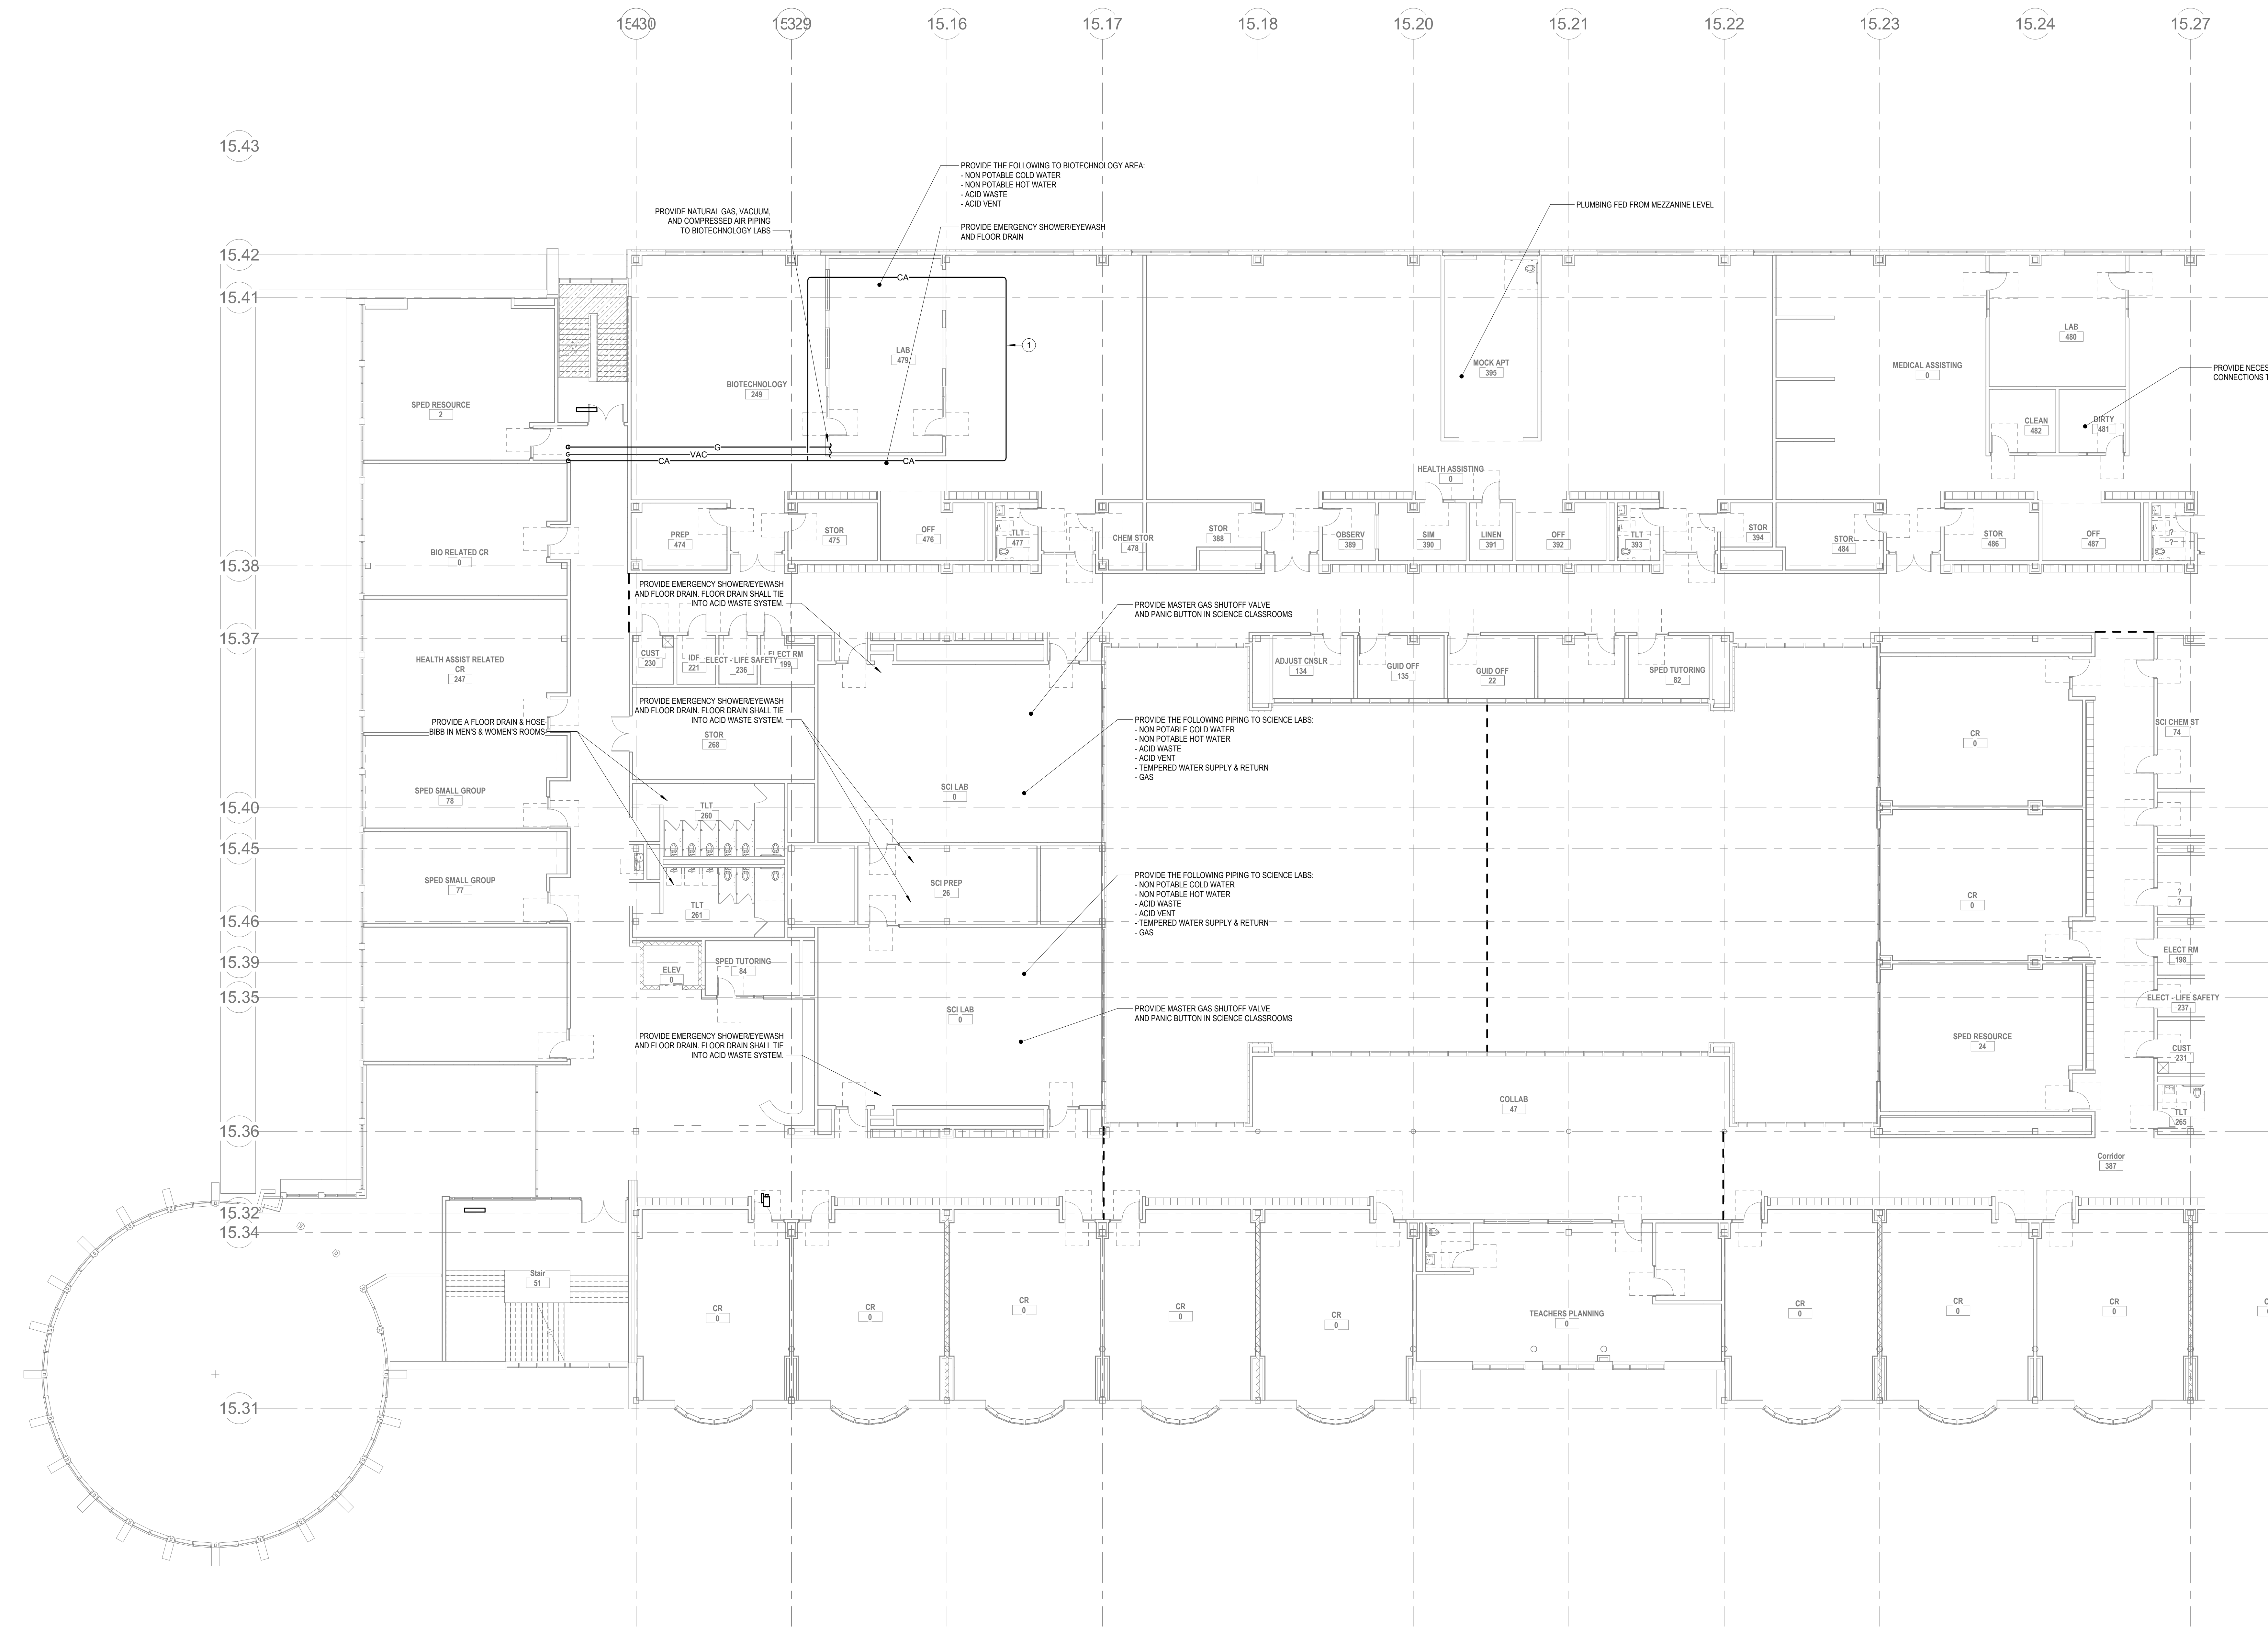 15.16
15.17
15.18
15.20
15.21
15.22
15.23
15.24
15.27
15.43
PROVIDE THE FOLLOWING TO BIOTECHNOLOGY AREA:
- NON POTABLE COLD WATER
- NON POTABLE HOT WATER
- ACID WASTE
- ACID VENT
PROVIDE NATURAL GAS, VACUUM,
AND COMPRESSED AIR PIPING
TO BIOTECHNOLOGY LABS
PROVIDE EMERGENCY SHOWER/EYEWASH
AND FLOOR DRAIN
PLUMBING FED FROM MEZZANINE LEVEL
15.42
15.41
CA
1
LAB
479
LAB
480
MOCK APT
395
MEDICAL ASSISTING
0
PROVIDE NECES
CONNECTIONS T
BIOTECHNOLOGY
249
SPED RESOURCE
2
CLEAN
482
DIRTY
481
G
VAC
CA
CA
HEALTH ASSISTING
0
PREP
474
STOR
475
OFF
476
TLT
477
CHEM STOR
478
STOR
388
OBSERV
389
SIM
390
LINEN
391
OFF
392
TLT
393
STOR
394
STOR
484
STOR
486
OFF
487
?
?
BIO RELATED CR
0
15.38
PROVIDE EMERGENCY SHOWER/EYEWASH
AND FLOOR DRAIN. FLOOR DRAIN SHALL TIE
INTO ACID WASTE SYSTEM.
PROVIDE MASTER GAS SHUTOFF VALVE
AND PANIC BUTTON IN SCIENCE CLASSROOMS
15.37
CUST
230
IDF
221
ELECT - LIFE SAFETY
236
ELECT RM
199
ADJUST CNSLR
134
GUID OFF
135
GUID OFF
22
SPED TUTORING
82
HEALTH ASSIST RELATED
CR
247
PROVIDE EMERGENCY SHOWER/EYEWASH
AND FLOOR DRAIN. FLOOR DRAIN SHALL TIE
INTO ACID WASTE SYSTEM.
PROVIDE A FLOOR DRAIN & HOSE
BIBB IN MEN'S & WOMEN'S ROOMS
STOR
268
PROVIDE THE FOLLOWING PIPING TO SCIENCE LABS:
- NON POTABLE COLD WATER
- NON POTABLE HOT WATER
- ACID WASTE
- ACID VENT
- TEMPERED WATER SUPPLY & RETURN
- GAS
CR
0
SCI CHEM ST
74
SPED SMALL GROUP
78
SCI LAB
0
15.40
TLT
260
15.45
SPED SMALL GROUP
77
SCI PREP
26
PROVIDE THE FOLLOWING PIPING TO SCIENCE LABS:
- NON POTABLE COLD WATER
- NON POTABLE HOT WATER
- ACID WASTE
- ACID VENT
- TEMPERED WATER SUPPLY & RETURN
- GAS
CR
0
?
?
TLT
261
15.46
15.39
ELEV
0
SPED TUTORING
84
ELECT RM
198
15.35
SCI LAB
0
PROVIDE MASTER GAS SHUTOFF VALVE
AND PANIC BUTTON IN SCIENCE CLASSROOMS
ELECT - LIFE SAFETY
237
PROVIDE EMERGENCY SHOWER/EYEWASH
AND FLOOR DRAIN. FLOOR DRAIN SHALL TIE
INTO ACID WASTE SYSTEM.
SPED RESOURCE
24
CUST
231
COLLAB
47
TLT
265
15.36
Corridor
387
15.32
15.34
Stair
51
CR
0
CR
0
CR
0
CR
0
CR
0
TEACHERS PLANNING
0
CR
0
CR
0
CR
0
15.31